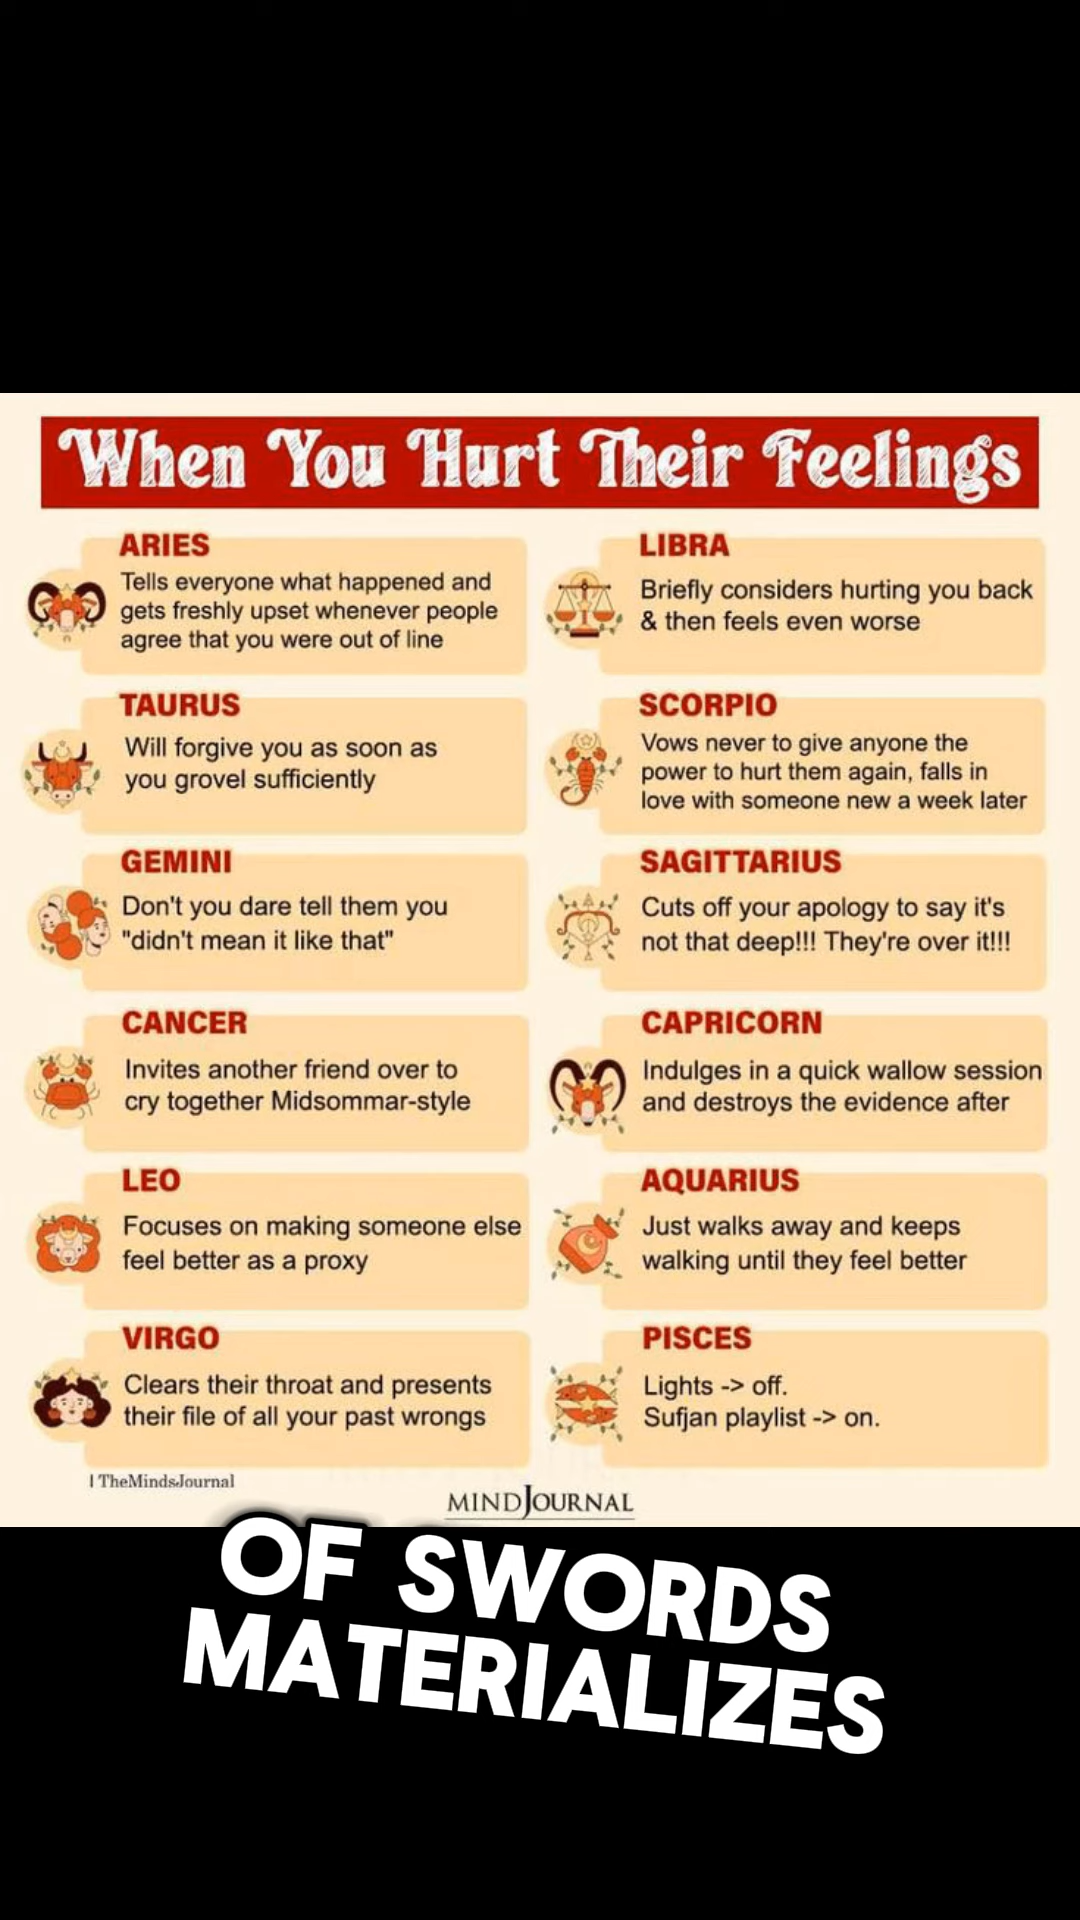 When You Hurt Their Feelings
ARIES
Tells everyone what happened and
gets freshly upset whenever people
agree that you were out of line
TAURUS
Will forgive you as soon as
you grovel sufficiently
GEMINI
Don't you dare tell them you
"didn't mean it like that"
CANCER
Invites another friend over to
cry together Midsommar-style
LEO
Focuses on making someone else
feel better as a proxy
VIRGO
Clears their throat and presents
their file of all your past wrongs
LIBRA
Briefly considers hurting you back
& then feels even worse
SCORPIO
Vows never to give anyone the
power to hurt them again, falls in
love with someone new a week later
SAGITTARIUS
Cuts off your apology to say it's
not that deep!!! They're over it!!!
CAPRICORN
Indulges in a quick wallow session
and destroys the evidence after
AQUARIUS
Just walks away and keeps
walking until they feel better
PISCES
Lights -> off.
Sufjan playlist -> on.
| TheMindsJournal
MINDJOURNAL
OF SWORDS
MATERIALIZES